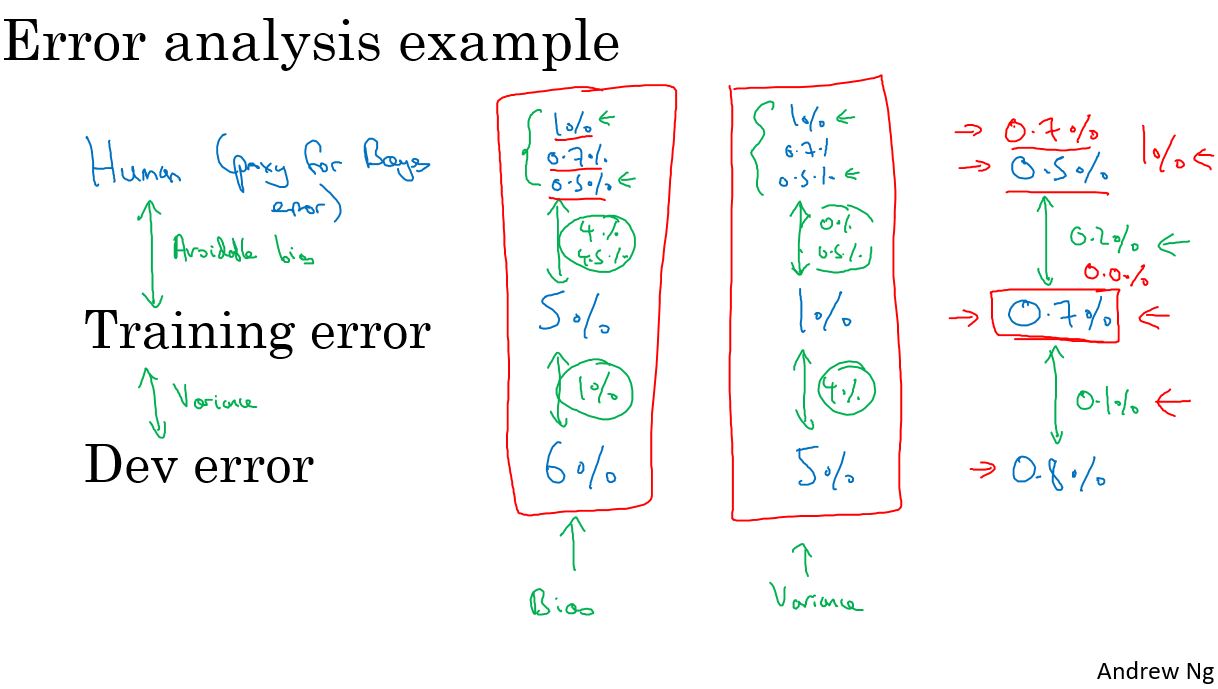 Error analysis example
Human (proxy for Bayes
error)
Avoidable bias
Training error
Variance
Dev error
1%
0.7%
0.5%
4%
4.5%
5%
1%
6%
Bias
1%
0.7%
0.5%
0%
0.5%
1%
4%
5%
Variance
0.7%
0.5%
1%
0.2%
0.0%
0.7%
0.1%
0.8%
Andrew Ng